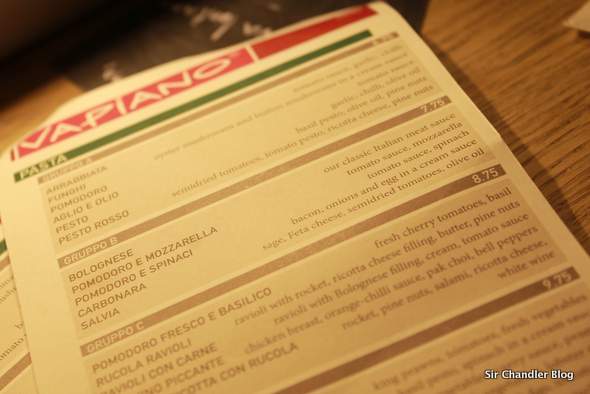 VAPIANO
PASTA
GRUPPO A 6.75
ARRABBIATA tomato sauce, garlic, chilli
FUNGHI oyster mushrooms and button mushrooms in a cream sauce
POMODORO tomato sauce
AGLIO E OLIO garlic, chilli, olive oil
PESTO basil pesto, olive oil, pine nuts
PESTO ROSSO semidried tomatoes, tomato pesto, ricotta cheese, pine nuts
GRUPPO B 7.75
BOLOGNESE our classic Italian meat sauce
POMODORO E MOZZARELLA tomato sauce, mozzarella
POMODORO E SPINACI tomato sauce, spinach
CARBONARA bacon, onions and egg in a cream sauce
SALVIA sage, Feta cheese, semidried tomatoes, olive oil
GRUPPO C 8.75
POMODORO FRESCO E BASILICO fresh cherry tomatoes, basil
RUCOLA RAVIOLI ravioli with rocket, ricotta cheese filling, butter, pine nuts
RAVIOLI CON CARNE ravioli with Bolognese filling, cream, tomato sauce
PICCANTE chicken breast, orange-chilli sauce, pak choi, bell peppers
RICOTTA CON RUCOLA rocket, pine nuts, salami, ricotta cheese,
white wine
9.75
Sir Chandler Blog